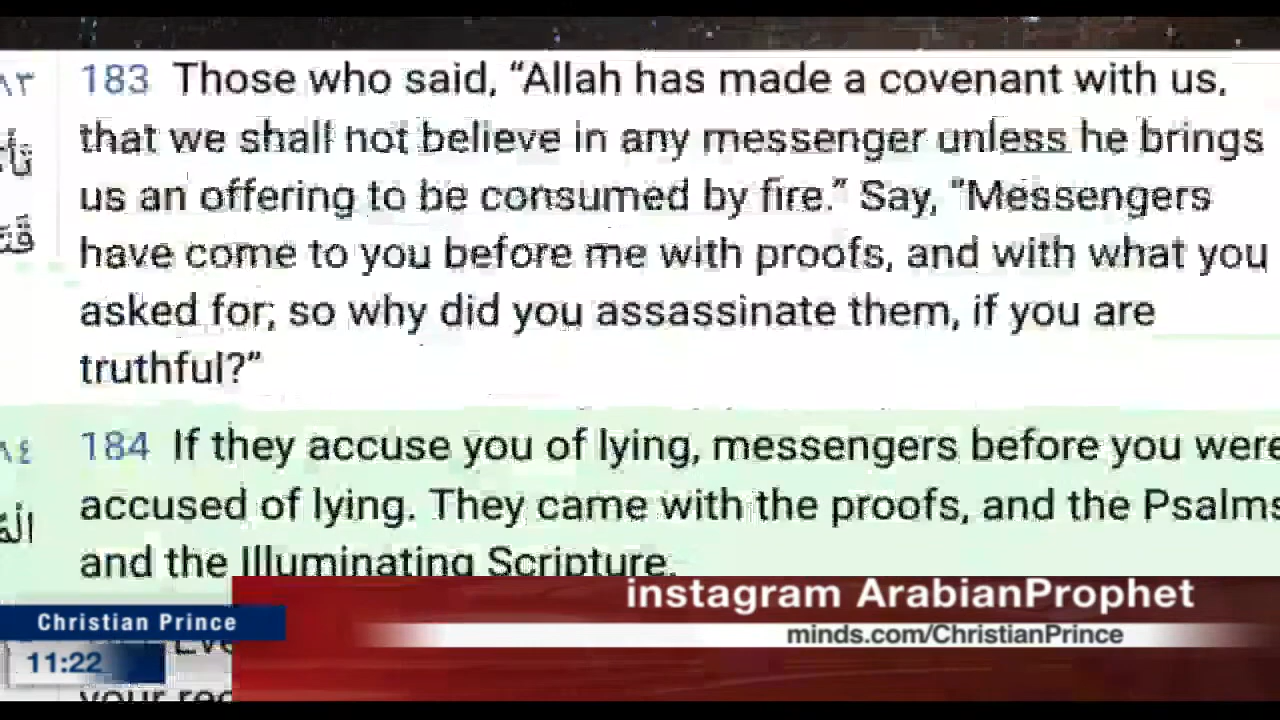 183 Those who said, “Allah has made a covenant with us,
that we shall not believe in any messenger unless he brings
us an offering to be consumed by fire.” Say, “Messengers
have come to you before me with proofs, and with what you
asked for; so why did you assassinate them, if you are
truthful?”
184 If they accuse you of lying, messengers before you were
accused of lying. They came with the proofs, and the Psalms
and the Illuminating Scripture.
instagram ArabianProphet
Christian Prince
minds.com/ChristianPrince
11:22
your